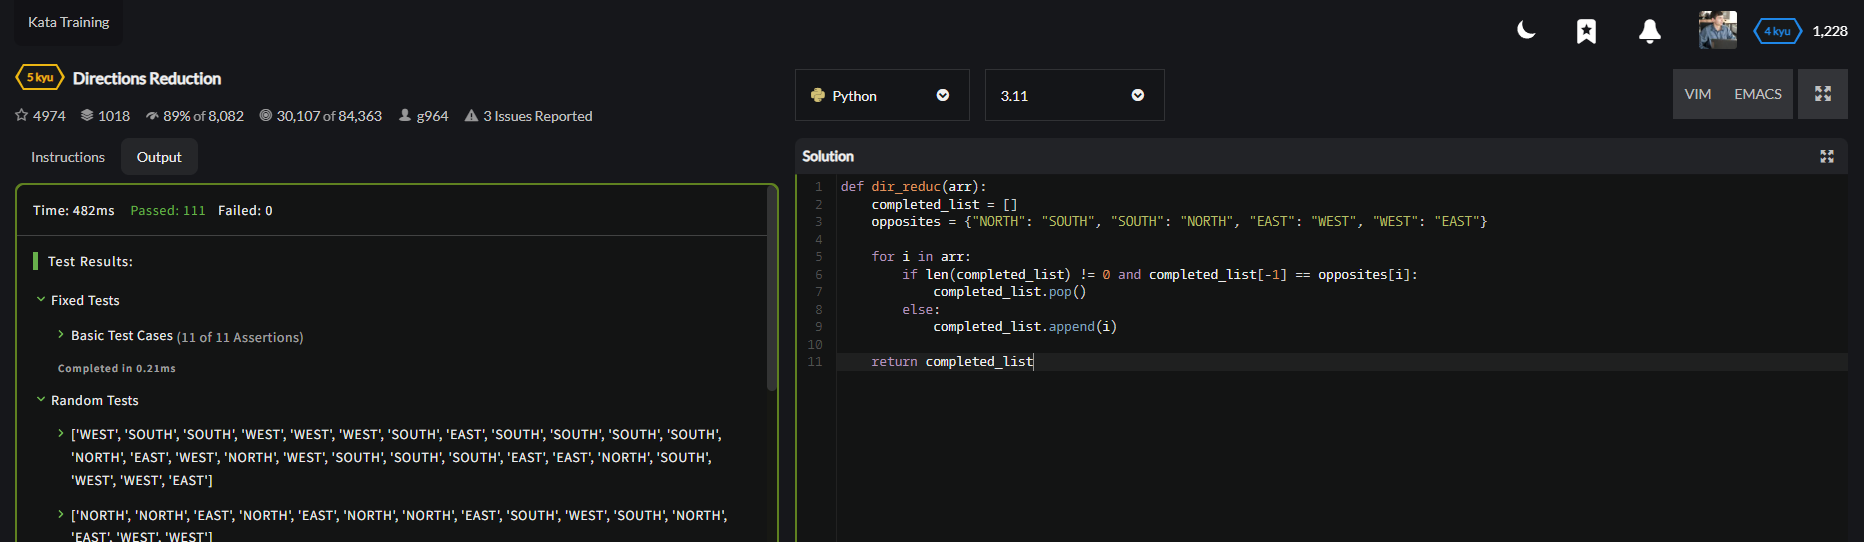 Kata Training
4 kyu 1,228
5 kyu Directions Reduction
4974 1018 89% of 8,082 30,107 of 84,363 g964 3 Issues Reported
Instructions Output
Time: 482ms Passed: 111 Failed: 0
Test Results:
Fixed Tests
Basic Test Cases (11 of 11 Assertions)
Completed in 0.21ms
Random Tests
['WEST', 'SOUTH', 'SOUTH', 'WEST', 'WEST', 'WEST', 'SOUTH', 'EAST', 'SOUTH', 'SOUTH', 'SOUTH', 'SOUTH',
'NORTH', 'EAST', 'WEST', 'NORTH', 'WEST', 'SOUTH', 'SOUTH', 'SOUTH', 'EAST', 'EAST', 'NORTH', 'SOUTH',
'WEST', 'WEST', 'EAST']
['NORTH', 'NORTH', 'EAST', 'NORTH', 'EAST', 'NORTH', 'NORTH', 'EAST', 'SOUTH', 'WEST', 'SOUTH', 'NORTH',
'EAST', 'WEST', 'WEST']
Python 3.11 VIM EMACS
Solution
1 def dir_reduc(arr):
2     completed_list = []
3     opposites = {"NORTH": "SOUTH", "SOUTH": "NORTH", "EAST": "WEST", "WEST": "EAST"}
4
5     for i in arr:
6         if len(completed_list) != 0 and completed_list[-1] == opposites[i]:
7             completed_list.pop()
8         else:
9             completed_list.append(i)
10
11     return completed_list